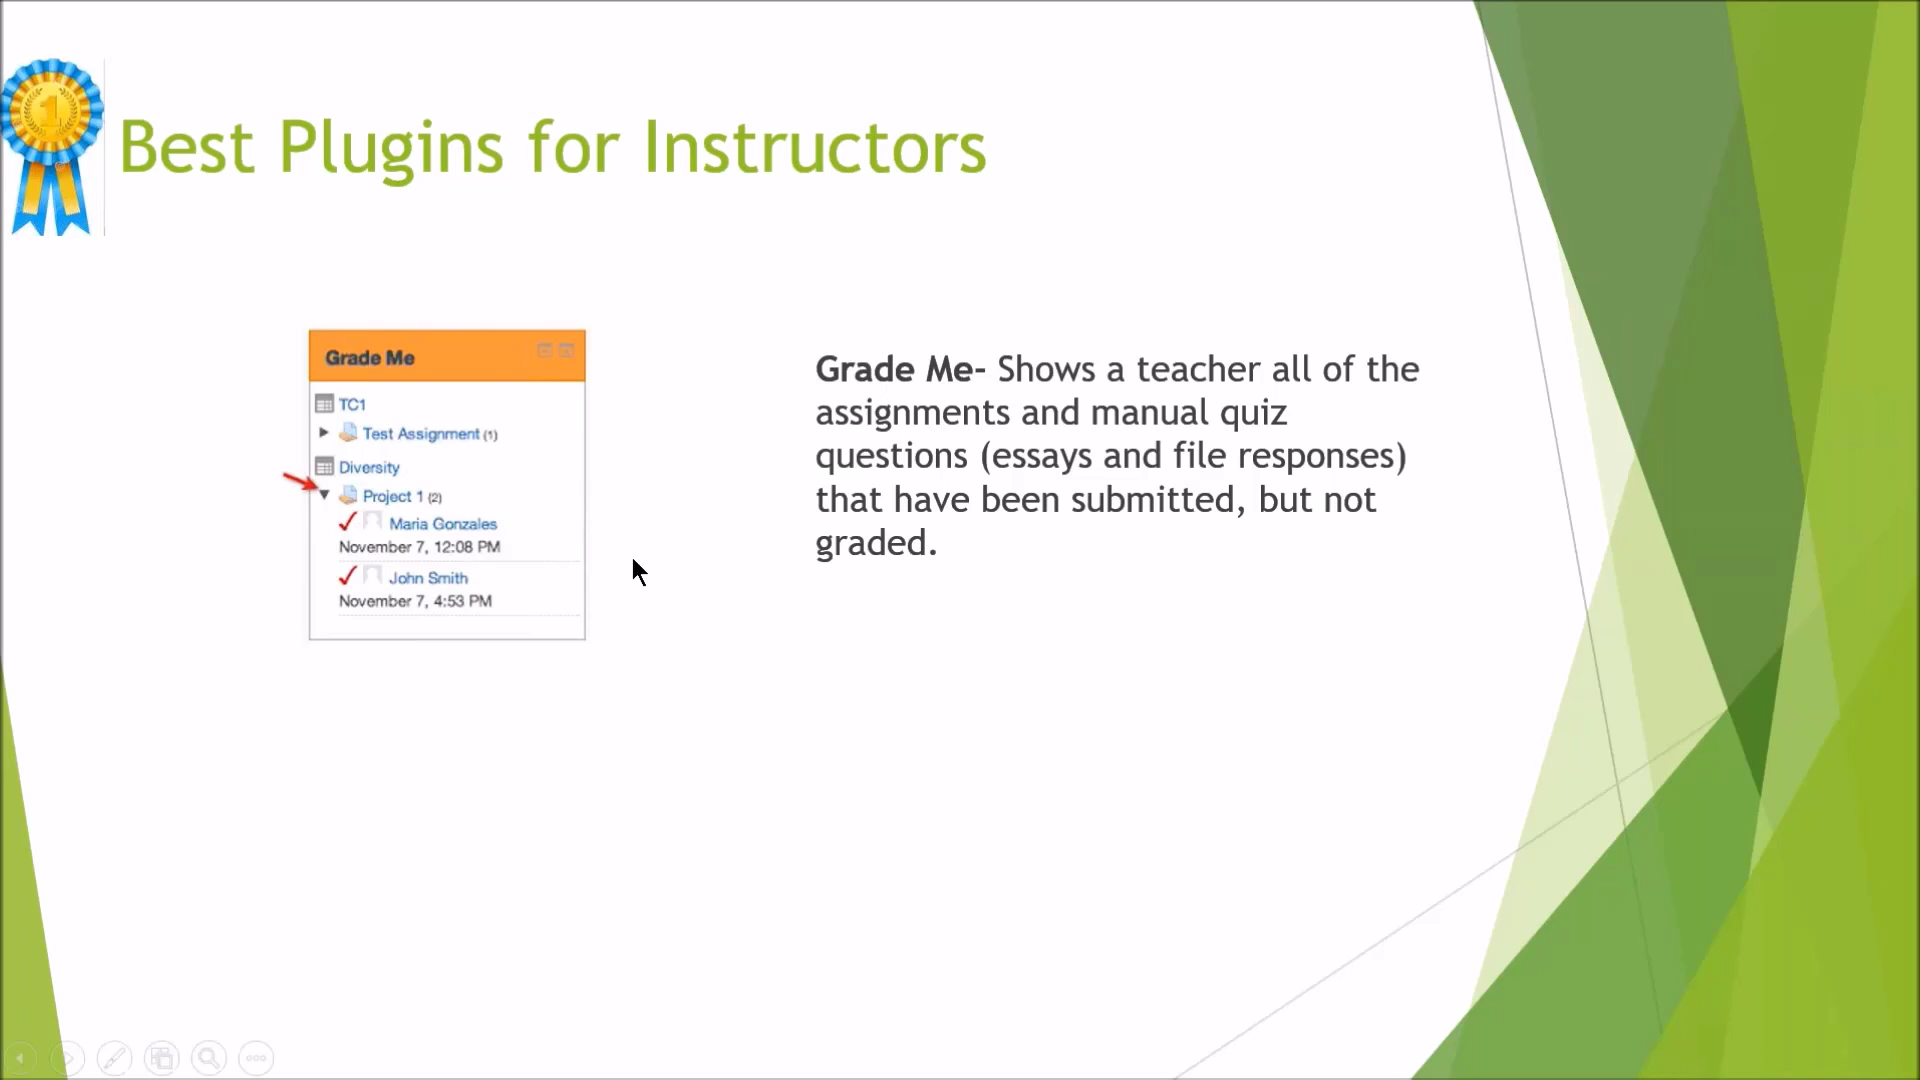 1
Best Plugins for Instructors
Grade Me
TC1
Test Assignment (1)
Diversity
Project 1 (2)
Maria Gonzales
November 7, 12:08 PM
John Smith
November 7, 4:53 PM
Grade Me- Shows a teacher all of the
assignments and manual quiz
questions (essays and file responses)
that have been submitted, but not
graded.